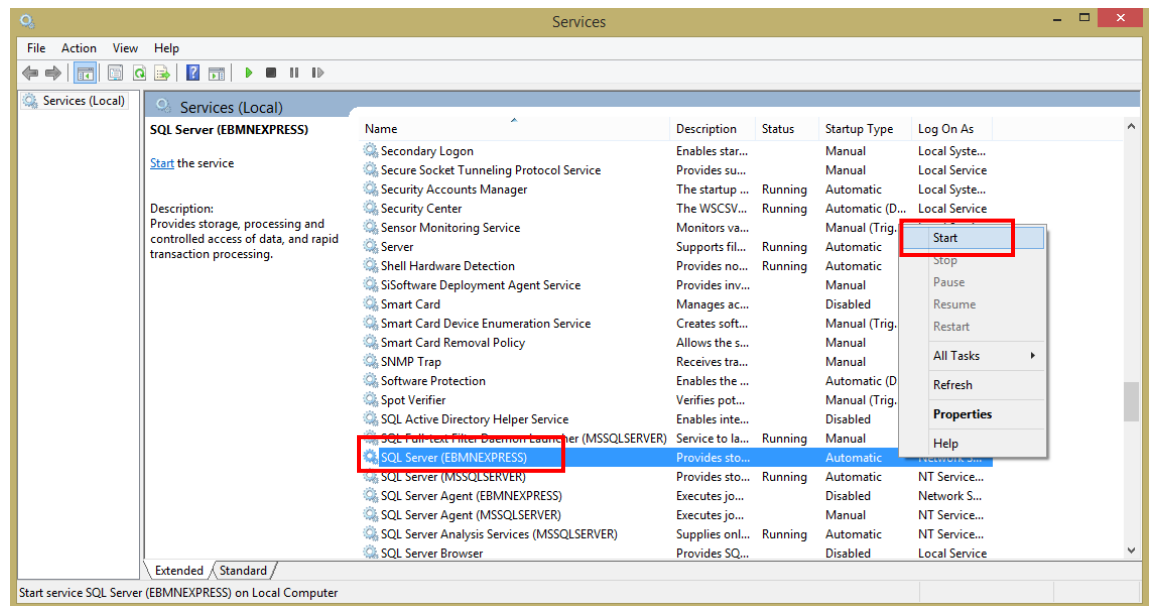 Services
File Action View Help
Services (Local)
Services (Local)
SQL Server (EBMNEXPRESS)
Start the service
Description:
Provides storage, processing and
controlled access of data, and rapid
transaction processing.
Name Description Status Startup Type Log On As
Secondary Logon Enables star... Manual Local Syste...
Secure Socket Tunneling Protocol Service Provides su... Manual Local Service
Security Accounts Manager The startup ... Running Automatic Local Syste...
Security Center The WSCSV... Running Automatic (D... Local Service
Sensor Monitoring Service Monitors va... Manual (Trig.
Server Supports fil... Running Automatic
Shell Hardware Detection Provides no... Running Automatic
SiSoftware Deployment Agent Service Provides inv... Manual
Smart Card Manages ac... Disabled
Smart Card Device Enumeration Service Creates soft... Manual (Trig.
Smart Card Removal Policy Allows the s... Manual
SNMP Trap Receives tra... Manual
Software Protection Enables the ... Automatic (D
Spot Verifier Verifies pot... Manual (Trig.
SQL Active Directory Helper Service Enables inte... Disabled
SQL Full-text Filter Daemon Launcher (MSSQLSERVER) Service to la... Running Manual
SQL Server (EBMNEXPRESS) Provides sto... Automatic Network S...
SQL Server (MSSQLSERVER) Provides sto... Running Automatic NT Service...
SQL Server Agent (EBMNEXPRESS) Executes jo... Disabled Network S...
SQL Server Agent (MSSQLSERVER) Executes jo... Manual NT Service...
SQL Server Analysis Services (MSSQLSERVER) Supplies onl... Running Automatic NT Service...
SQL Server Browser Provides SQ... Disabled Local Service
Start
Stop
Pause
Resume
Restart
All Tasks
Refresh
Properties
Help
Extended Standard
Start service SQL Server (EBMNEXPRESS) on Local Computer